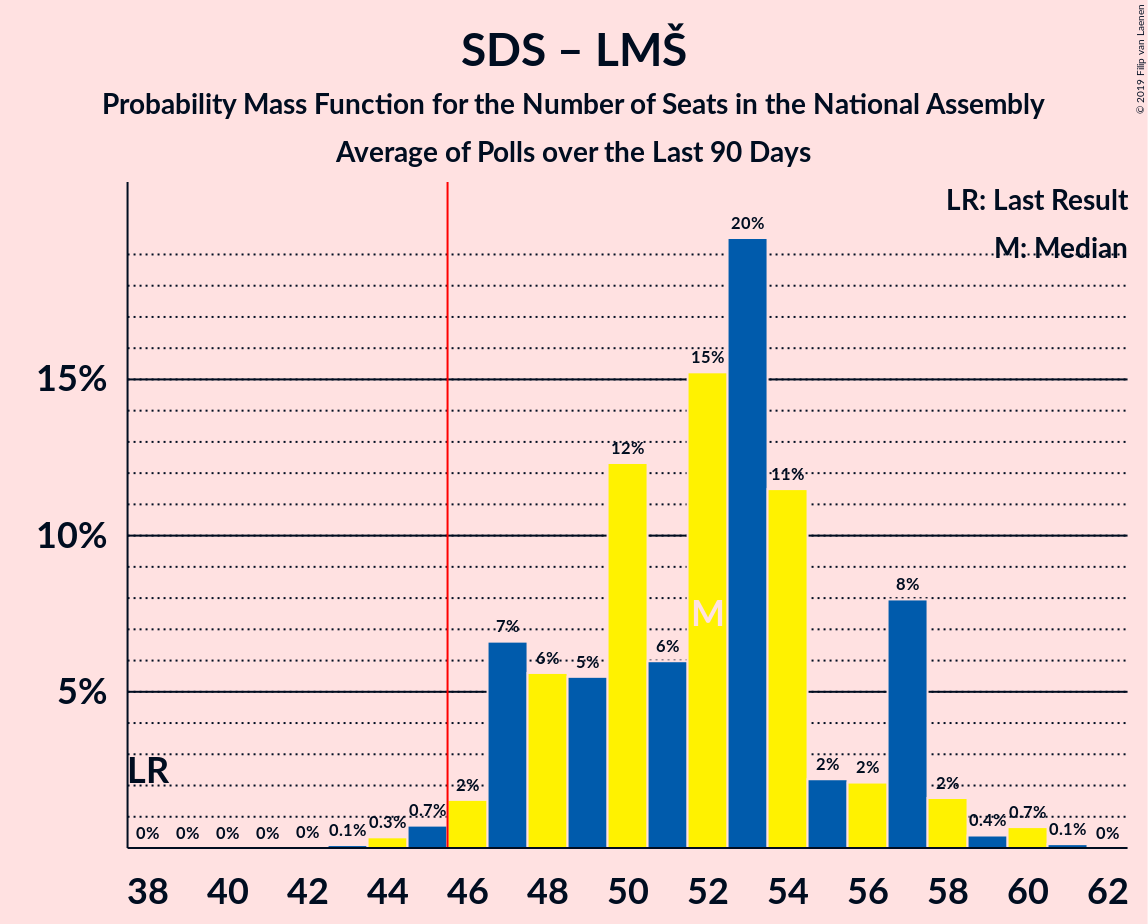 SDS – LMŠ
Probability Mass Function for the Number of Seats in the National Assembly
Average of Polls over the Last 90 Days
© 2019 Filip van Laenen
LR: Last Result
M: Median
15%
10%
5%
LR
M
0% 0% 0% 0% 0% 0.1% 0.3% 0.7% 2% 7% 6% 5% 12% 6% 15% 20% 11% 2% 2% 8% 2% 0.4% 0.7% 0.1% 0%
38 40 42 44 46 48 50 52 54 56 58 60 62